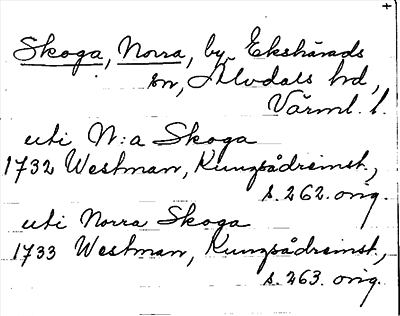 Skoga, Norra, by, Ekshärads
sn, Älvdals hd,
Värml. l.
uti N:a Skoga
1732 Westman, Kungsådreinst.,
s. 262. orig.
uti Norra Skoga
1733 Westman, Kungsådreinst.,
s. 263. orig.